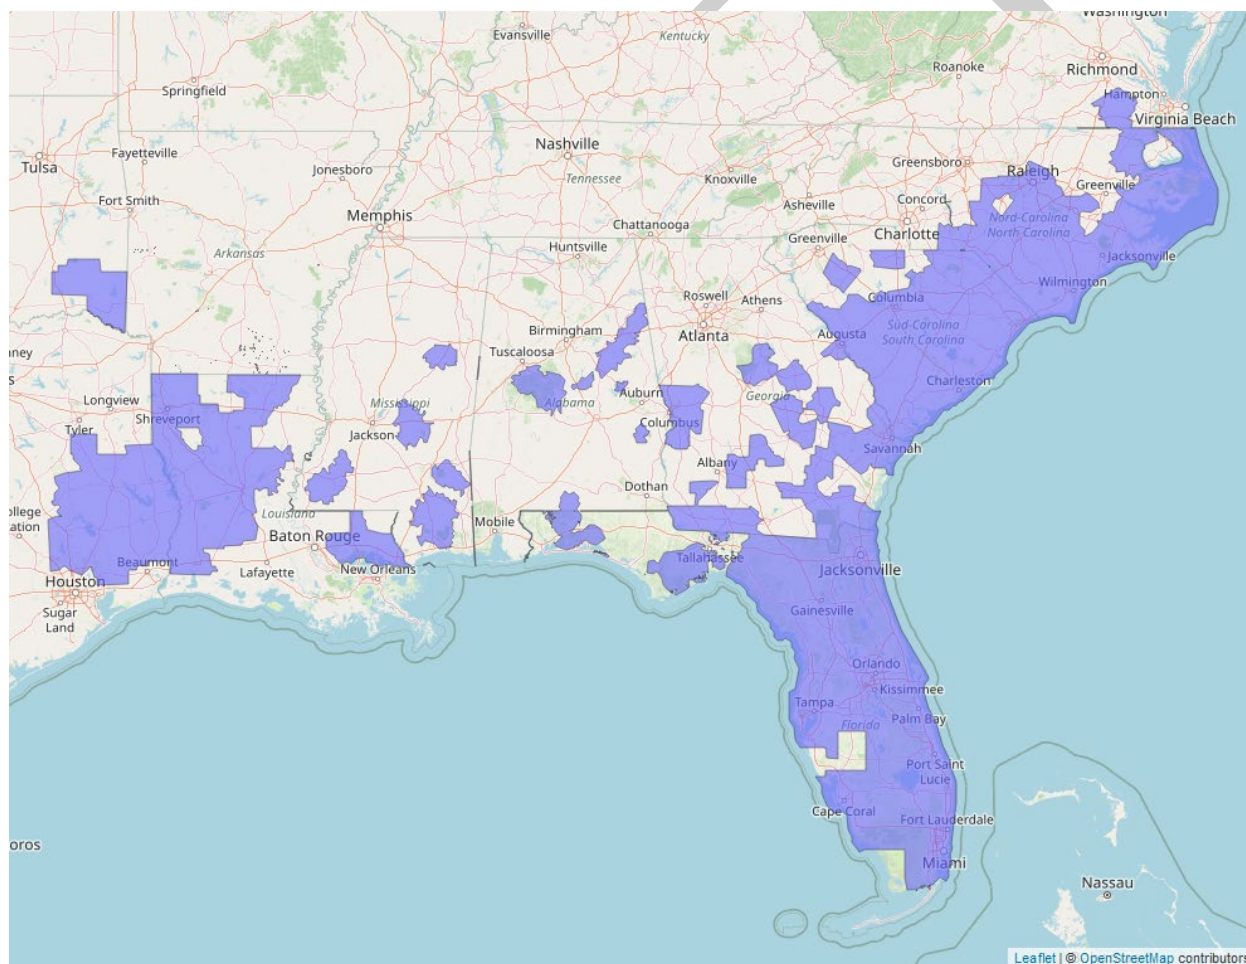 Washington
Evansville
Kentucky
Roanoke
Richmond
Springfield
Hampton
Virginia Beach
Nashville
Fayetteville
Tulsa
Jonesboro
Greensboro
Raleigh
Tennessee
Knoxville
Greenville
Fort Smith
Asheville
Concord
Memphis
Chattanooga
Nord-Carolina
North Carolina
Charlotte
Greenville
Huntsville
Arkansas
Jacksonville
Wilmington
Roswell
Athens
Columbia
Birmingham
Atlanta
Augusta
Süd-Carolina
South Carolina
ney
Tuscaloosa
s
Charleston
Longview
Auburn
Georgia
Mississippi
Alabama
Shreveport
Tyler
Columbus
Jackson
Savannah
Albany
Dothan
ollege
ation
Louisiana
Mobile
Baton Rouge
Beaumont
Tallahassee
Lafayette
New Orleans
Jacksonville
Houston
Sugar
Land
Gainesville
Orlando
Kissimmee
Tampa
Palm Bay
Florida
Port Saint
Lucie
Cape Coral
Fort Lauderdale
oros
Miami
Nassau
Leaflet | © OpenStreetMap contributors